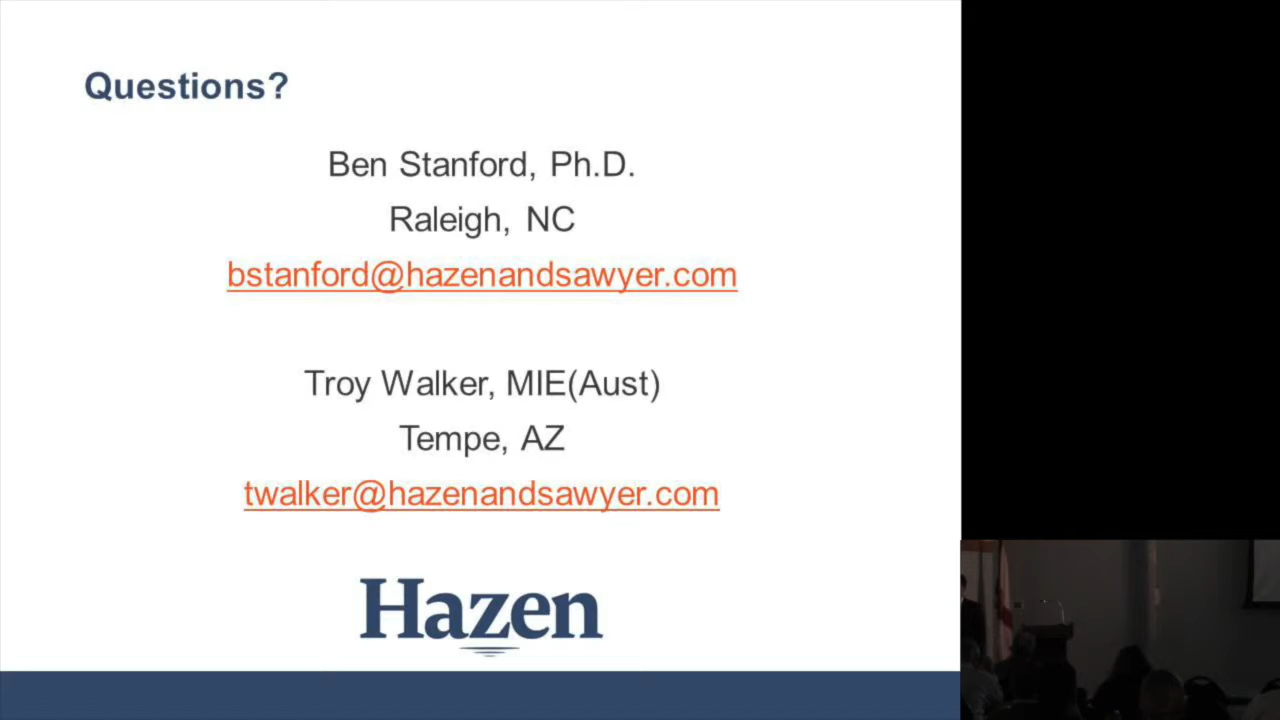 Questions?
Ben Stanford, Ph.D.
Raleigh, NC
bstanford@hazenandsawyer.com
Troy Walker, MIE(Aust)
Tempe, AZ
twalker@hazenandsawyer.com
Hazen